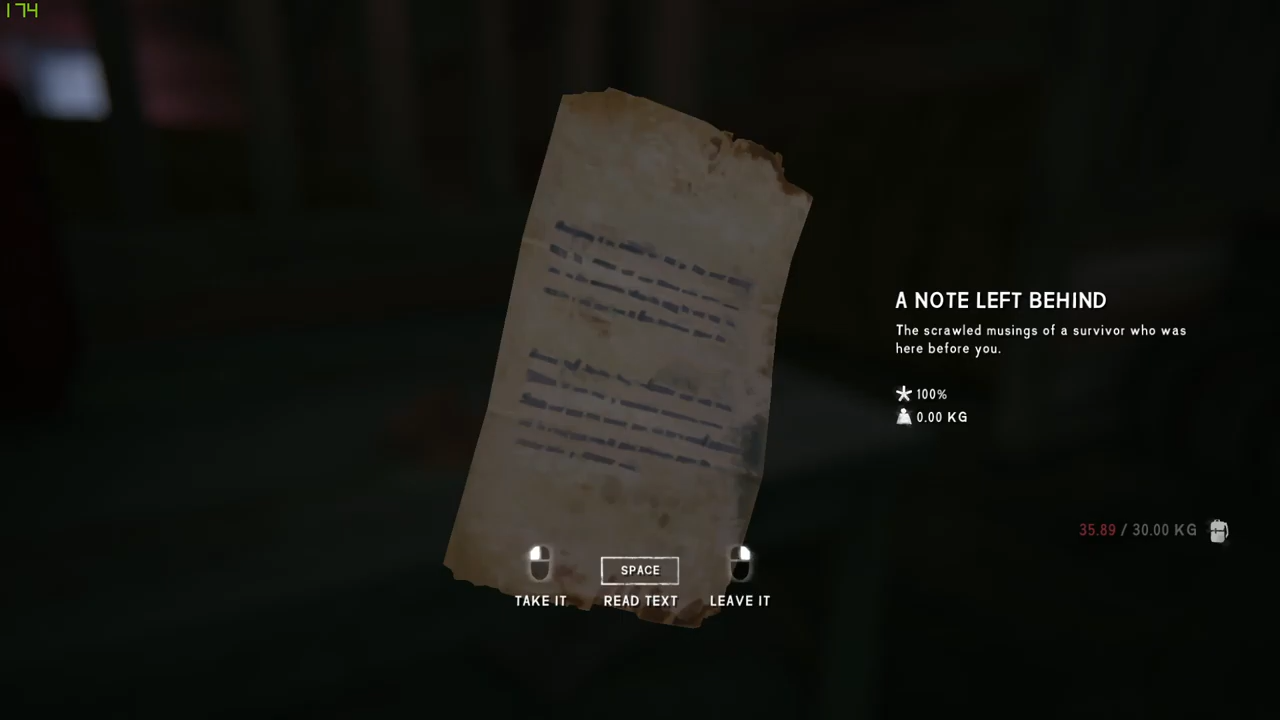 174
A NOTE LEFT BEHIND
The scrawled musings of a survivor who was
here before you.
100%
0.00 KG
35.89 / 30.00 KG
SPACE
TAKE IT READ TEXT LEAVE IT